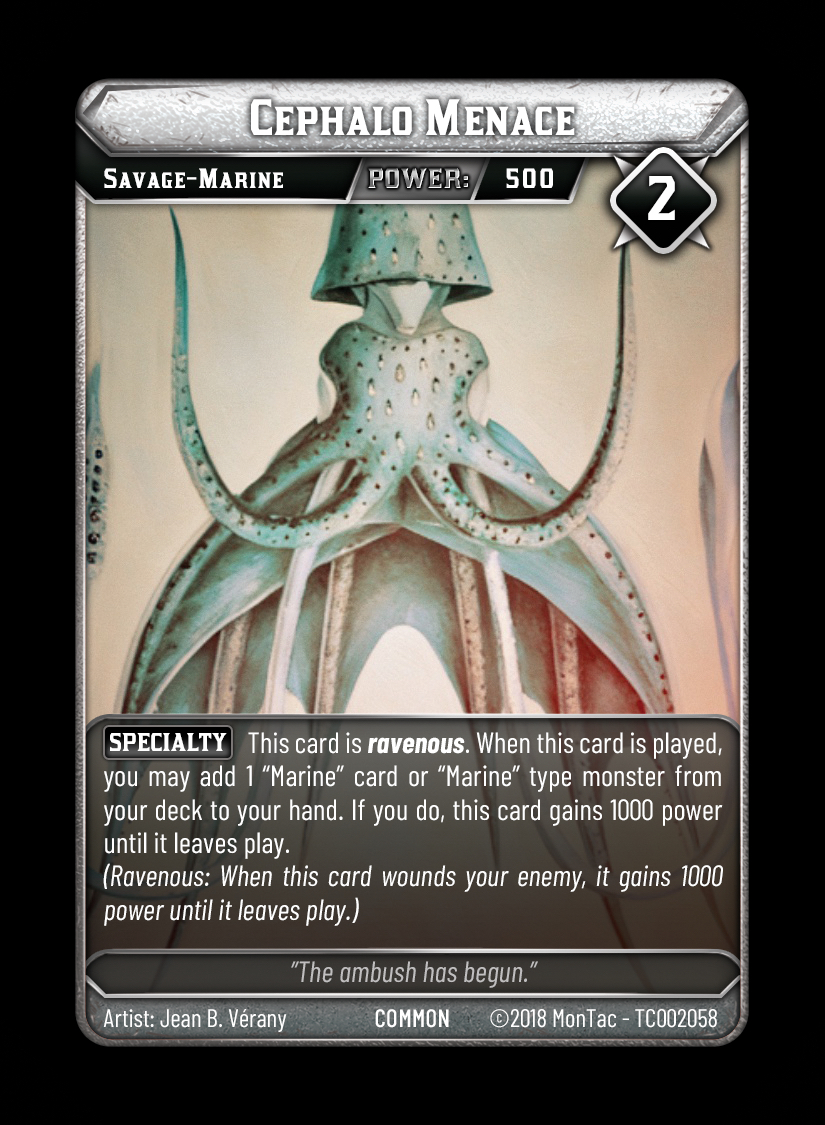 Cephalo Menace
Savage-Marine POWER: 500
2
SPECIALTY This card is ravenous. When this card is played,
you may add 1 “Marine” card or “Marine” type monster from
your deck to your hand. If you do, this card gains 1000 power
until it leaves play.
(Ravenous: When this card wounds your enemy, it gains 1000
power until it leaves play.)
“The ambush has begun.”
Artist: Jean B. Vérany COMMON ©2018 MonTac - TC002058